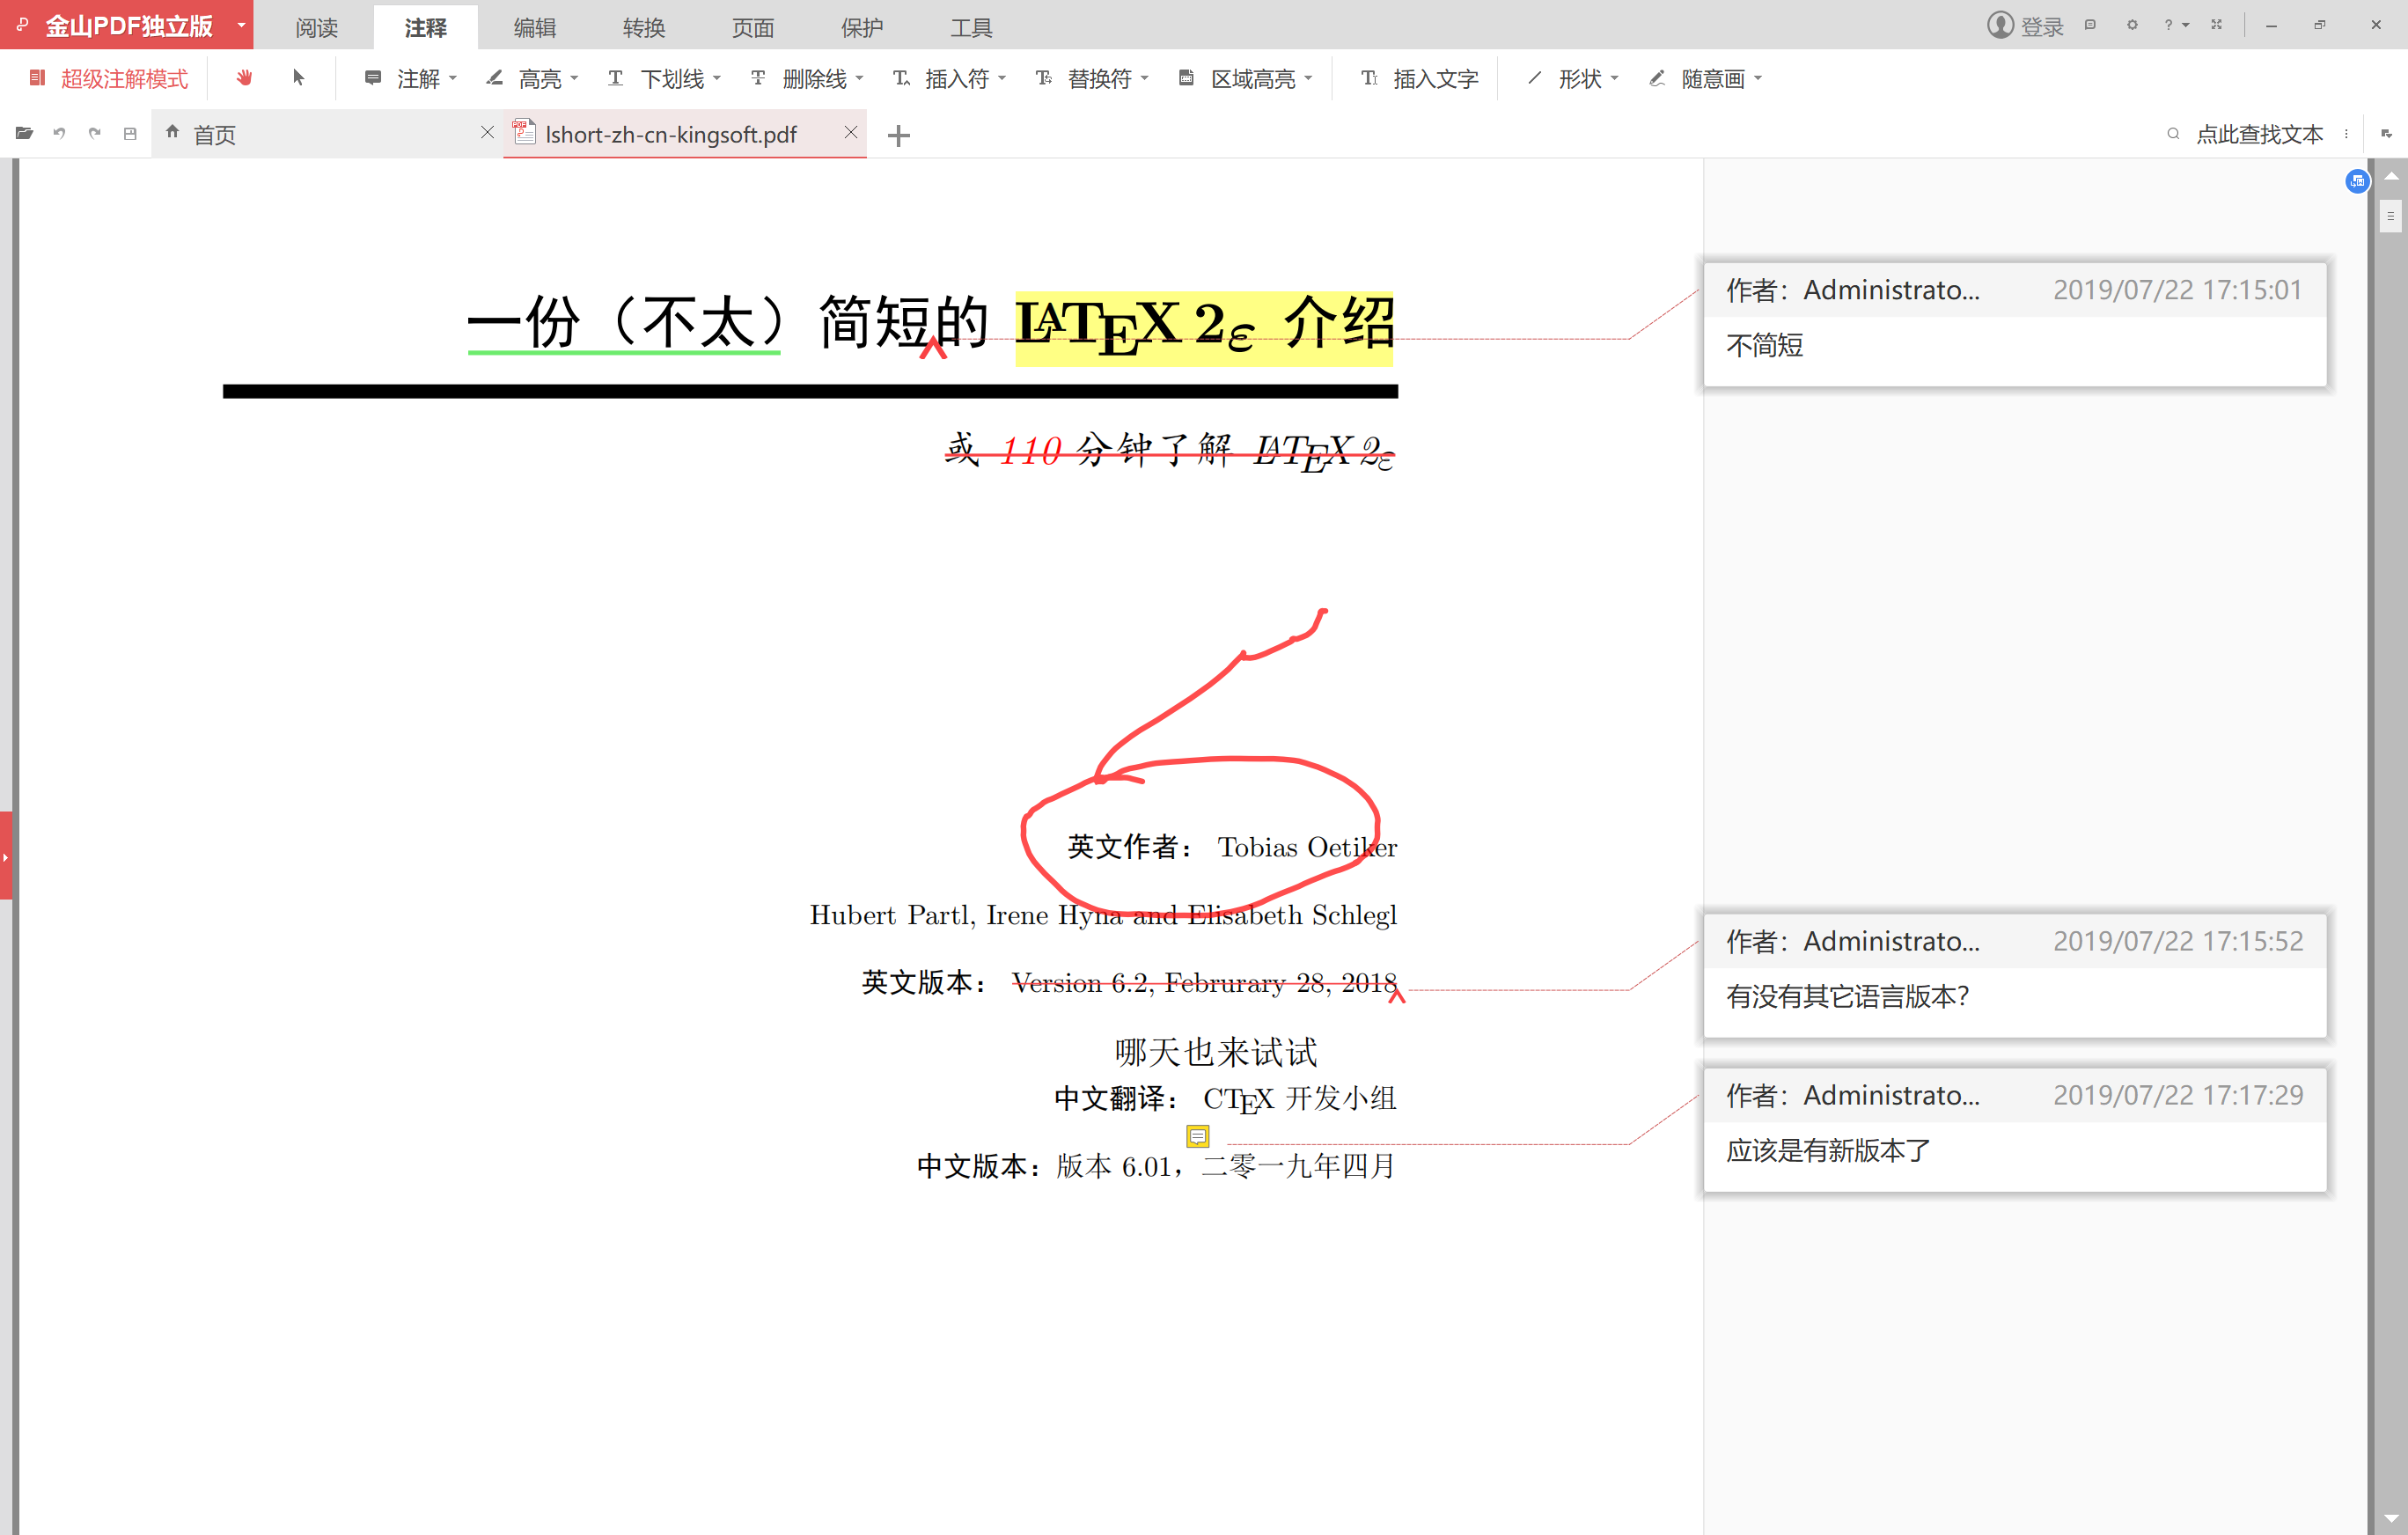 金山PDF独立版 阅读 注释 编辑 转换 页面 保护 工具 登录
超级注解模式 注解 高亮 下划线 删除线 插入符 替换符 区域高亮 插入文字 形状 随意画
首页 lshort-zh-cn-kingsoft.pdf 点此查找文本
一份（不太）简短的 LATEX 2ε 介绍
或 110 分钟了解 LATEX 2ε
英文作者： Tobias Oetiker
Hubert Partl, Irene Hyna and Elisabeth Schlegl
英文版本： Version 6.2, Februrary 28, 2018
哪天也来试试
中文翻译： CTEX 开发小组
中文版本：版本 6.01，二零一九年四月
作者：Administrato... 2019/07/22 17:15:01
不简短
作者：Administrato... 2019/07/22 17:15:52
有没有其它语言版本?
作者：Administrato... 2019/07/22 17:17:29
应该是有新版本了